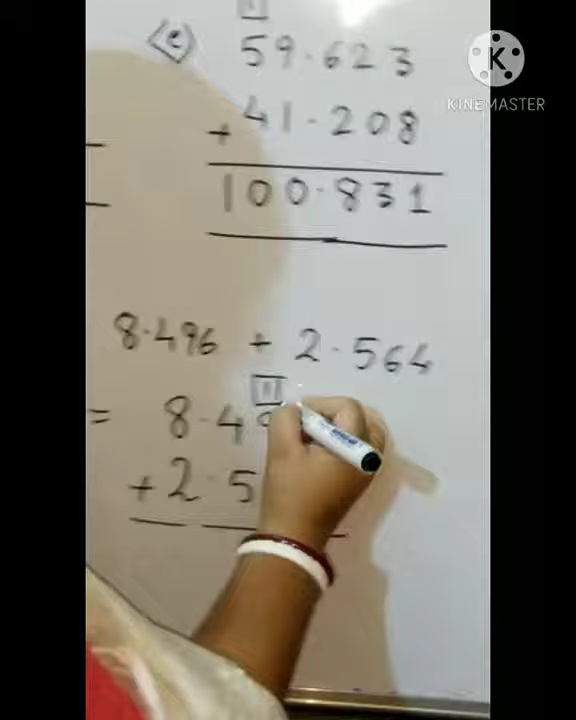 (e) 59.623
+ 41.208
100.831
8.496 + 2.564
= 8.4
+ 2.5
K
KINEMASTER